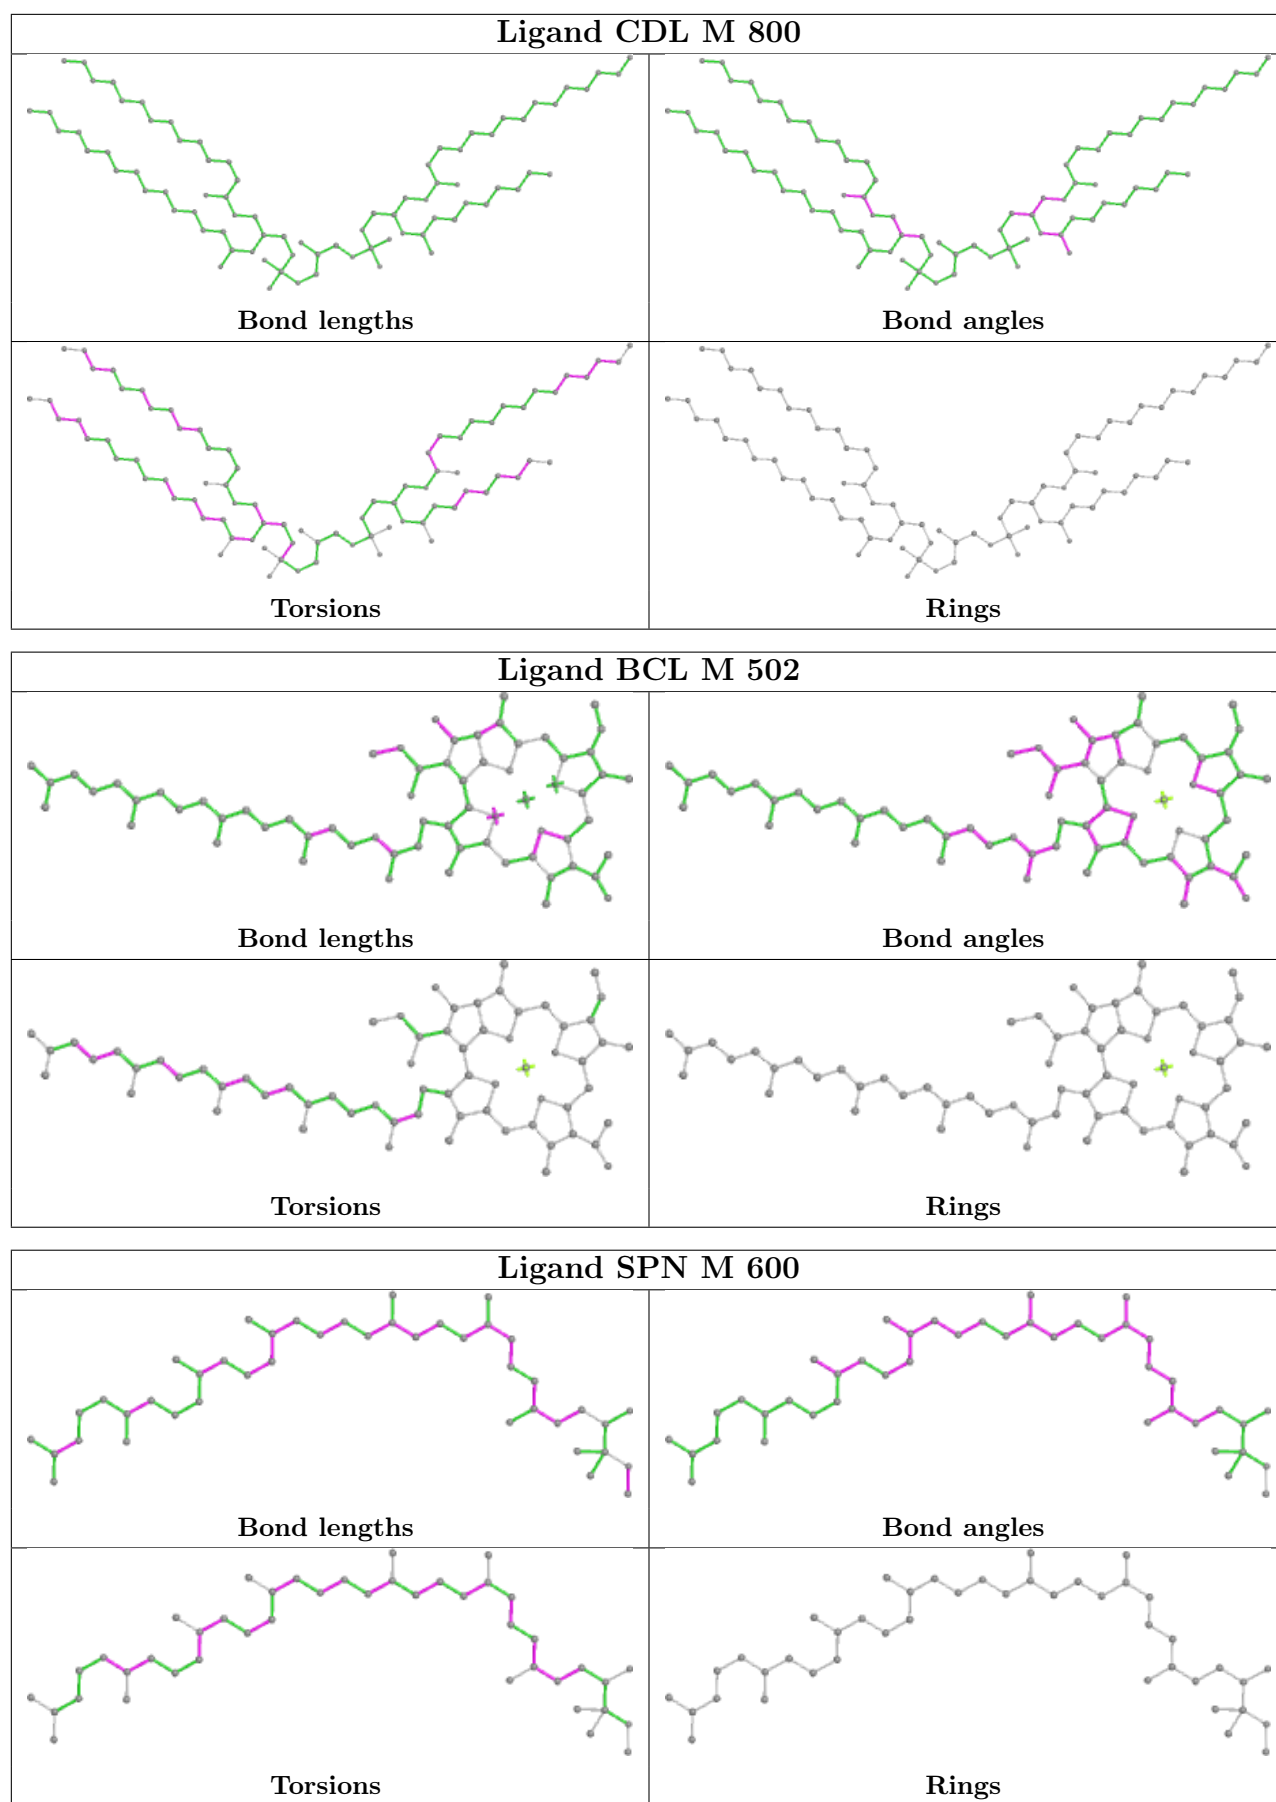 Ligand CDL M 800
Bond lengths
Bond angles
Torsions
Rings
Ligand BCL M 502
Bond lengths
Bond angles
Torsions
Rings
Ligand SPN M 600
Bond lengths
Bond angles
Torsions
Rings